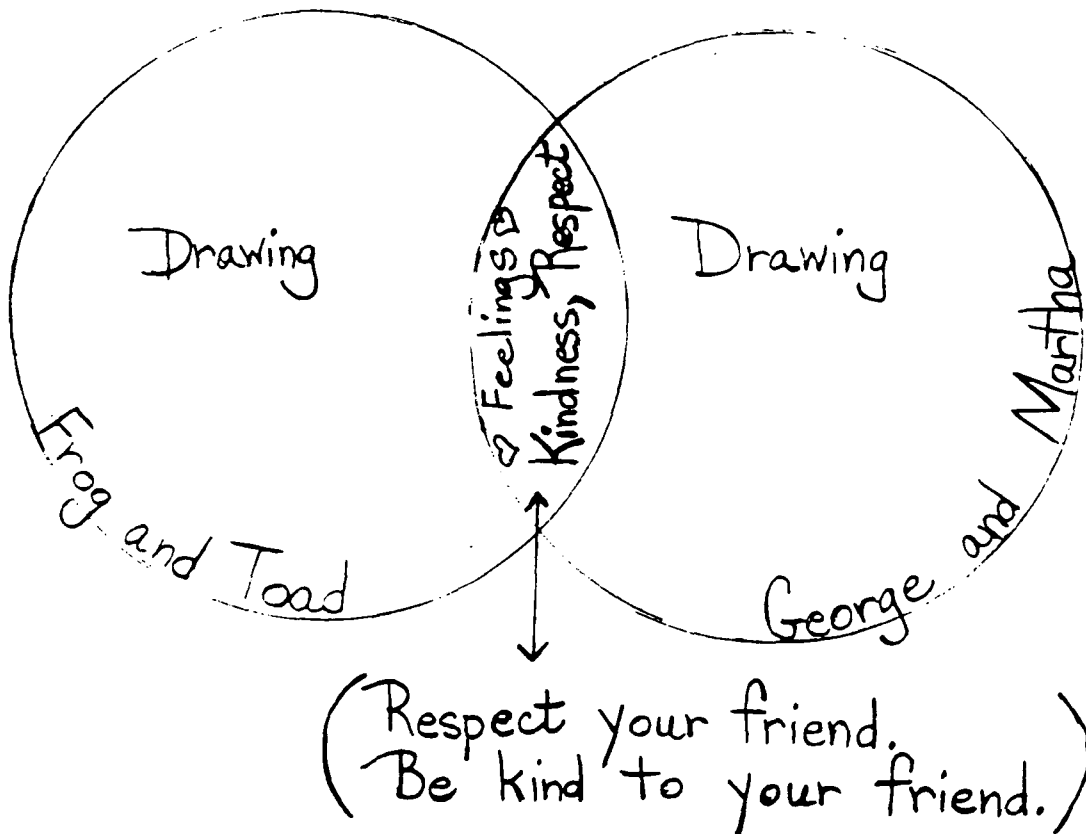 Drawing
Drawing
♡ Feelings ♡
Kindness, Respect
Frog and Toad
George and Martha
(Respect your friend.
Be kind to your friend.)